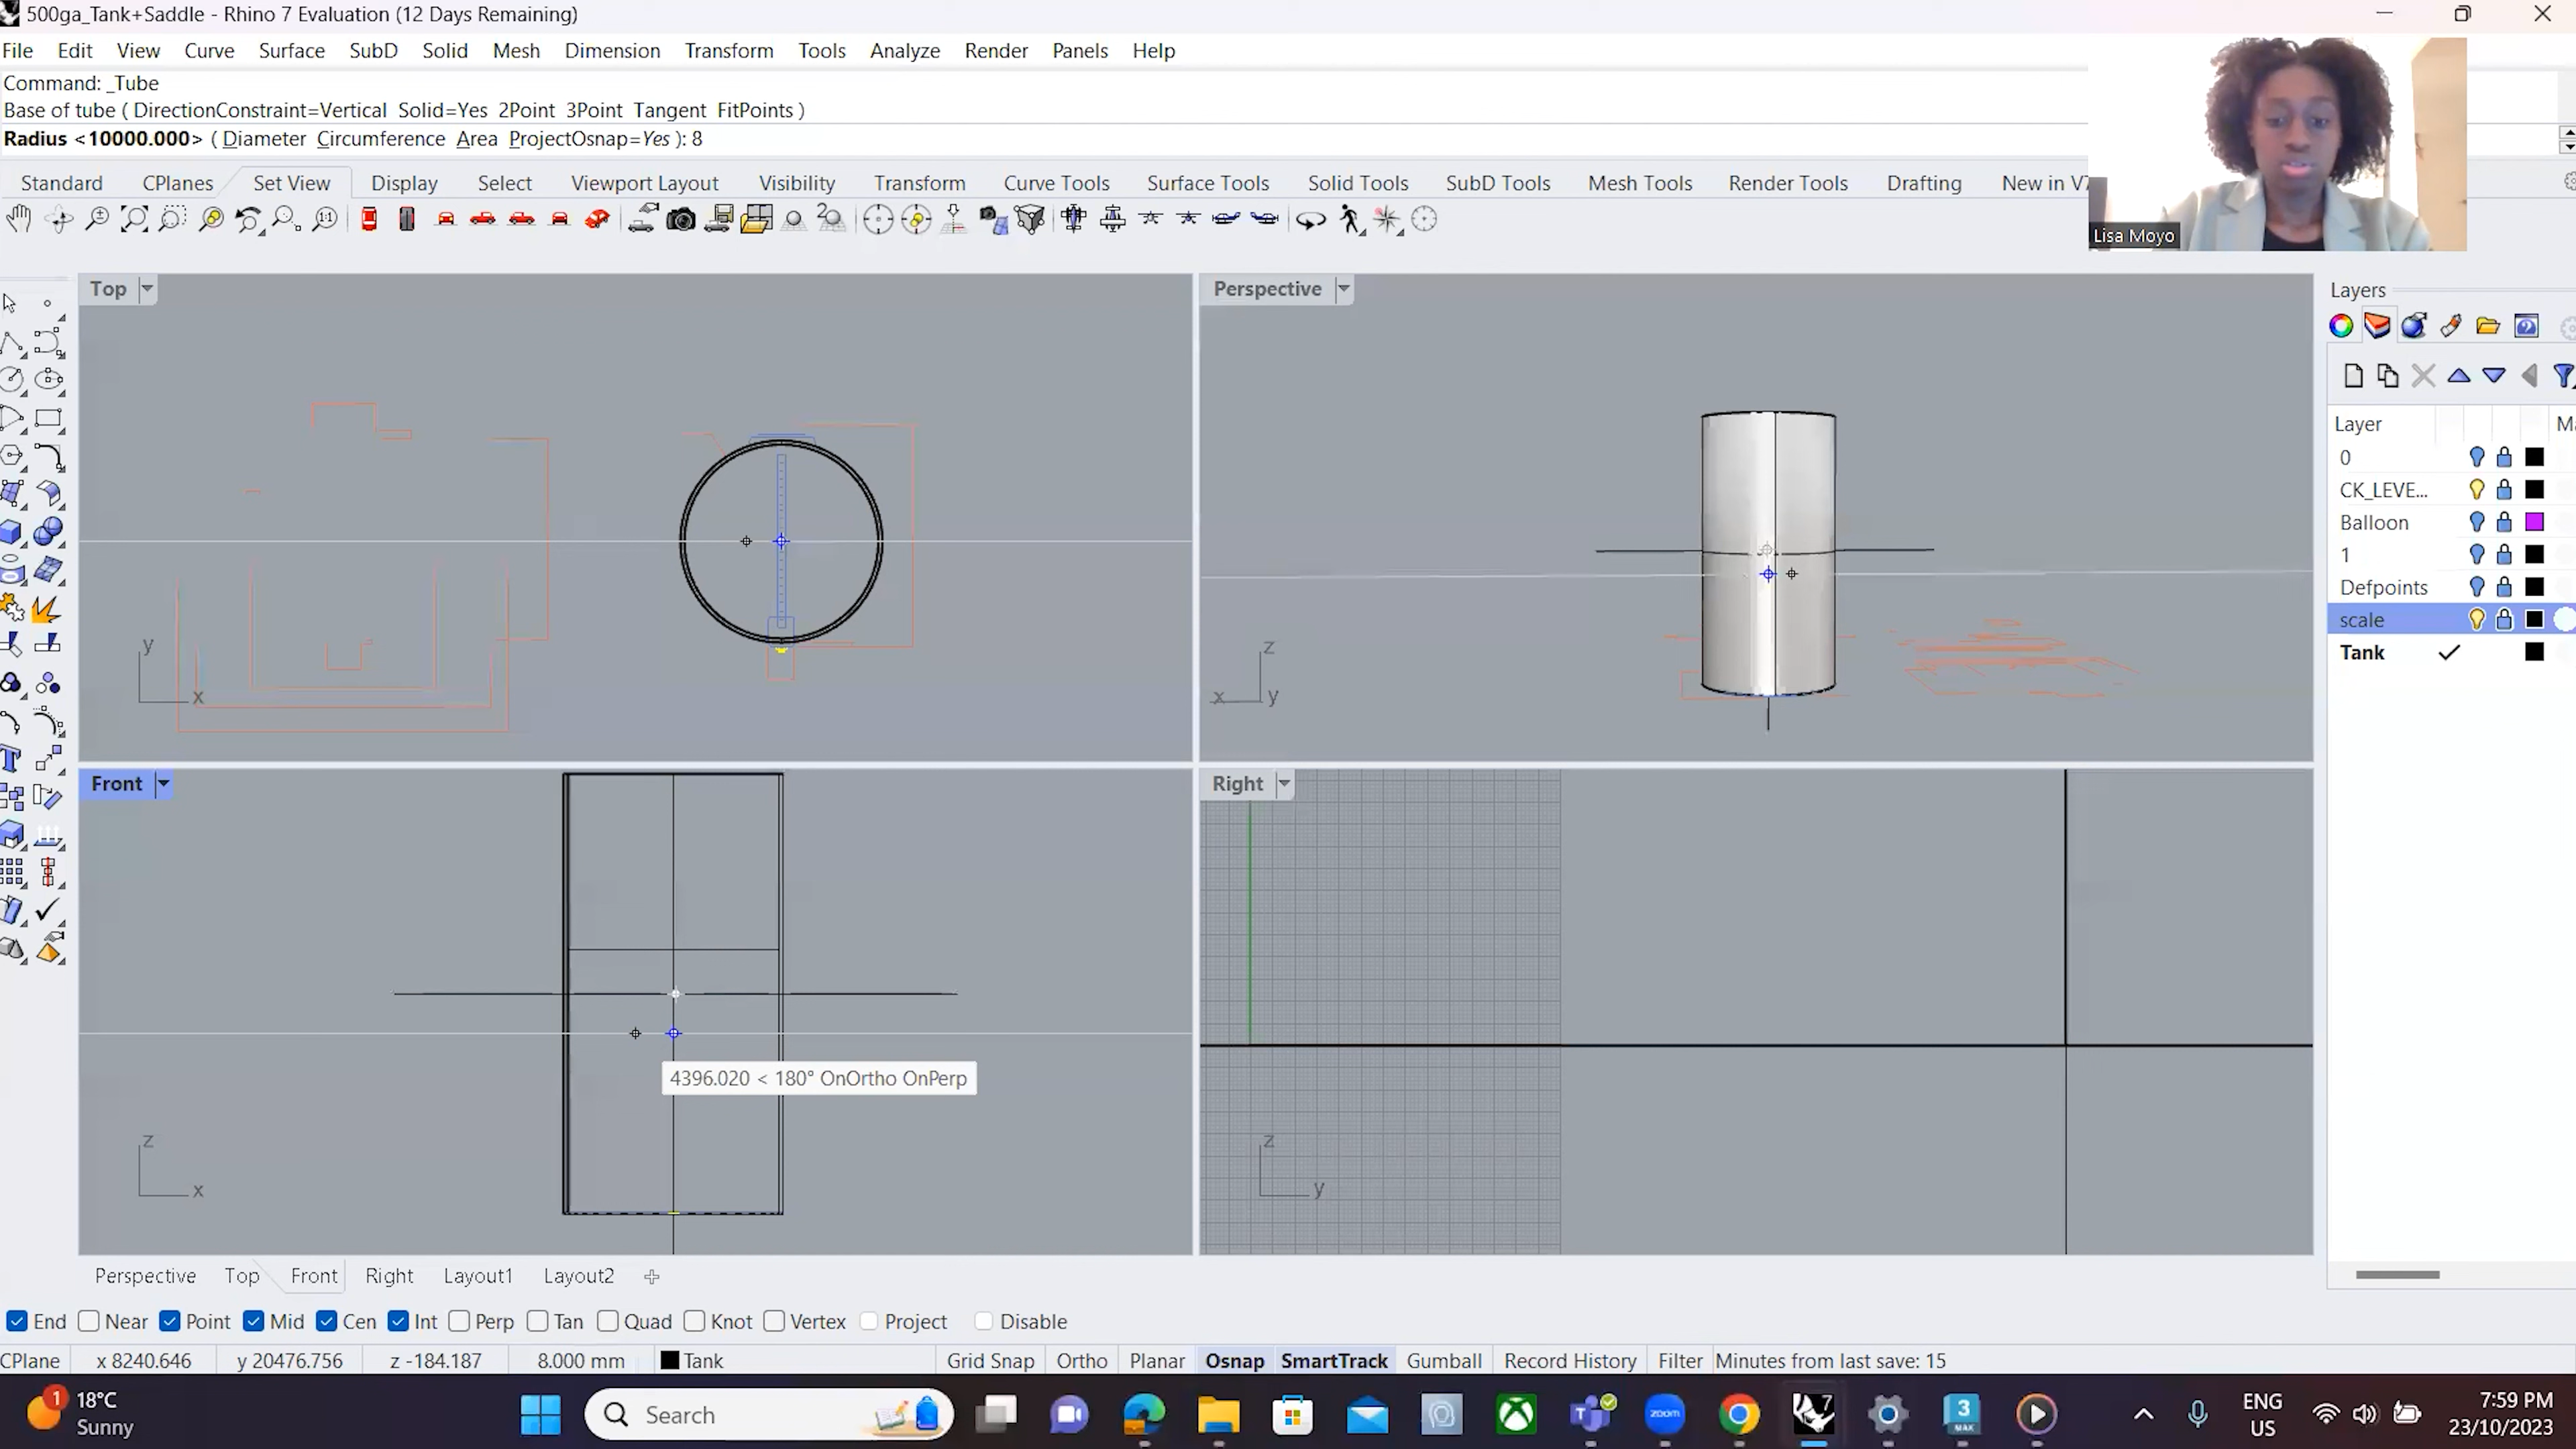 500ga_Tank+Saddle - Rhino 7 Evaluation (12 Days Remaining)
File Edit View Curve Surface SubD Solid Mesh Dimension Transform Tools Analyze Render Panels Help
Command: _Tube
Base of tube ( DirectionConstraint=Vertical Solid=Yes 2Point 3Point Tangent FitPoints )
Radius <10000.000> ( Diameter Circumference Area ProjectOsnap=Yes ): 8
Lisa Moyo
Standard CPlanes Set View Display Select Viewport Layout Visibility Transform Curve Tools Surface Tools Solid Tools SubD Tools Mesh Tools Render Tools Drafting New in V7
1:1
Top
y
x
Perspective
z
x
y
Front
4396.020 < 180° OnOrtho OnPerp
z
x
Right
z
y
Layers
Layer
0
CK_LEVE...
Balloon
1
Defpoints
scale
Tank
Perspective Top Front Right Layout1 Layout2
End Near Point Mid Cen Int Perp Tan Quad Knot Vertex Project Disable
CPlane x 8240.646 y 20476.756 z -184.187 8.000 mm Tank Grid Snap Ortho Planar Osnap SmartTrack Gumball Record History Filter Minutes from last save: 15
1
18°C
Sunny
Search
zoom
7
3
MAX
ENG
US
7:59 PM
23/10/2023